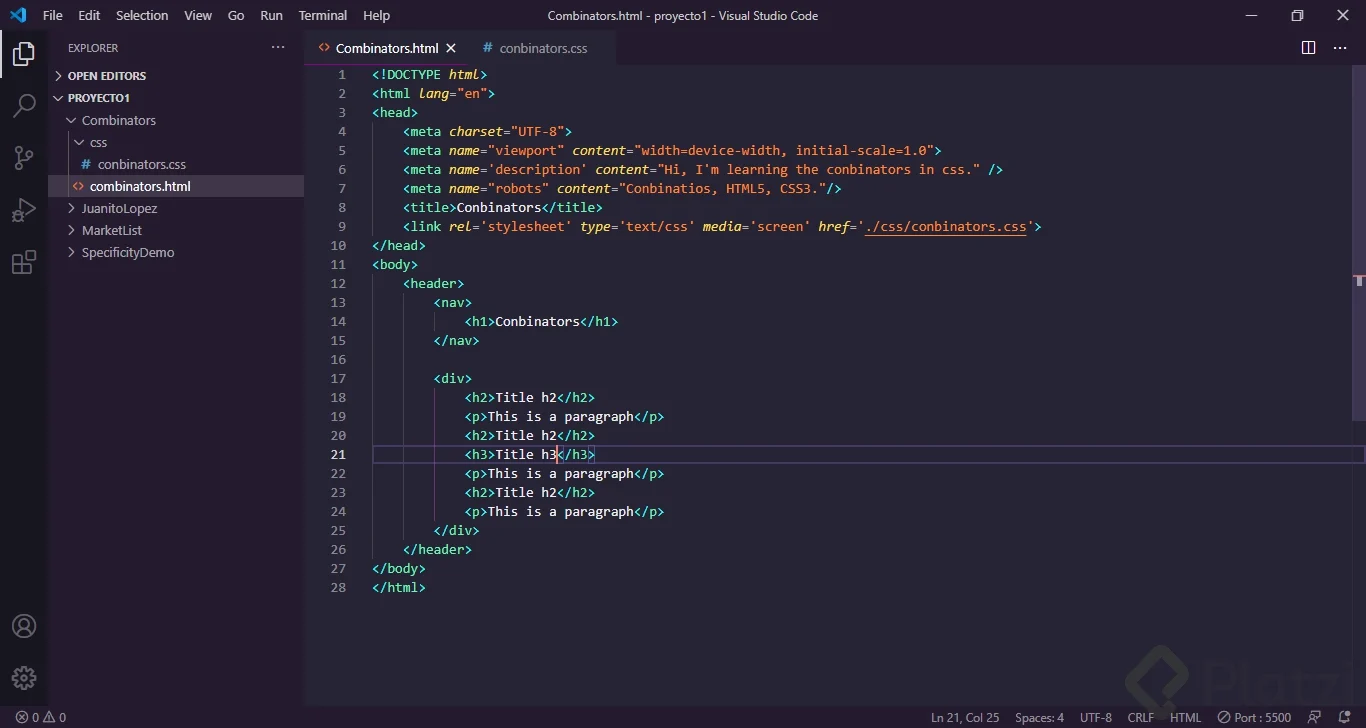 File Edit Selection View Go Run Terminal Help Combinators.html - proyecto1 - Visual Studio Code
EXPLORER
OPEN EDITORS
PROYECTO1
Combinators
css
# conbinators.css
<> combinators.html
JuanitoLopez
MarketList
SpecificityDemo
<> Combinators.html # conbinators.css
1 <!DOCTYPE html>
2 <html lang="en">
3 <head>
4 <meta charset="UTF-8">
5 <meta name="viewport" content="width=device-width, initial-scale=1.0">
6 <meta name='description' content="Hi, I'm learning the conbinators in css." />
7 <meta name="robots" content="Conbinatios, HTML5, CSS3."/>
8 <title>Conbinators</title>
9 <link rel='stylesheet' type='text/css' media='screen' href='./css/conbinators.css'>
10 </head>
11 <body>
12 <header>
13 <nav>
14 <h1>Conbinators</h1>
15 </nav>
16
17 <div>
18 <h2>Title h2</h2>
19 <p>This is a paragraph</p>
20 <h2>Title h2</h2>
21 <h3>Title h3</h3>
22 <p>This is a paragraph</p>
23 <h2>Title h2</h2>
24 <p>This is a paragraph</p>
25 </div>
26 </header>
27 </body>
28 </html>
Platzi
0 0 Ln 21, Col 25 Spaces: 4 UTF-8 CRLF HTML Port : 5500